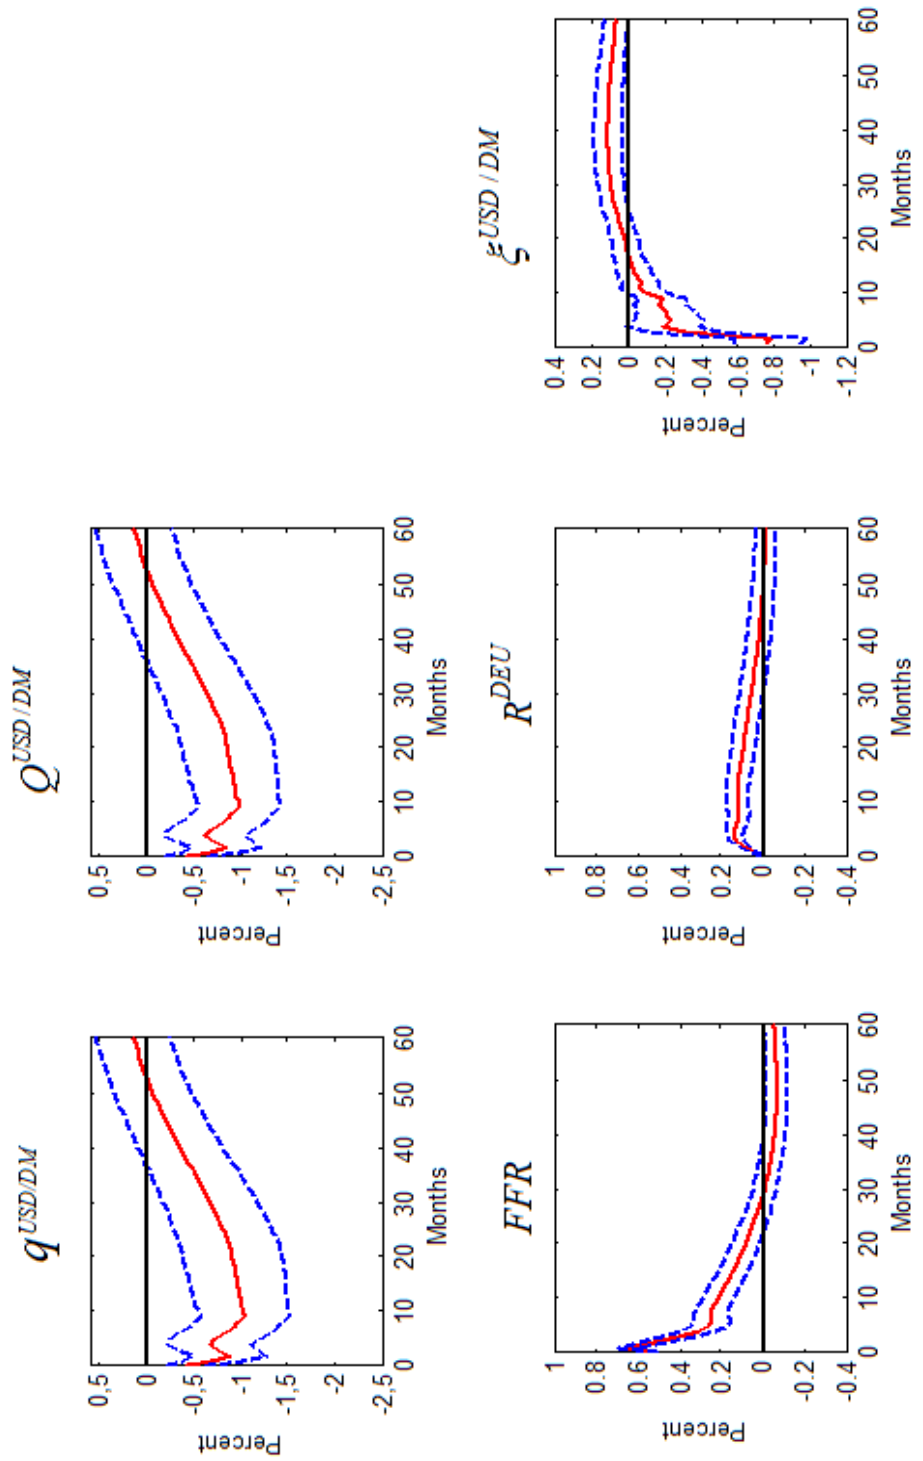 q^{USD/DM}
Percent
0,5
0
-0,5
-1
-1,5
-2
-2,5
0 10 20 30 40 50 60
Months
Q^{USD / DM}
Percent
0,5
0
-0,5
-1
-1,5
-2
-2,5
0 10 20 30 40 50 60
Months
FFR
Percent
1
0.8
0.6
0.4
0.2
0
-0.2
-0.4
0 10 20 30 40 50 60
Months
R^{DEU}
Percent
1
0.8
0.6
0.4
0.2
0
-0.2
-0.4
0 10 20 30 40 50 60
Months
ξ^{USD / DM}
Percent
0.4
0.2
0
-0.2
-0.4
-0.6
-0.8
-1
-1.2
0 10 20 30 40 50 60
Months